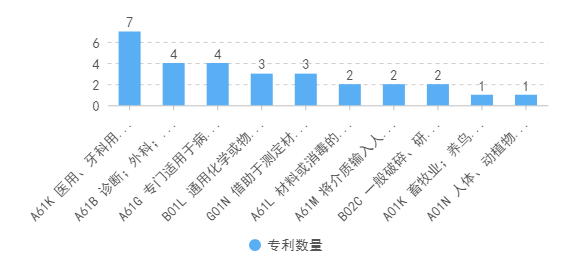 7
4
4
3
3
2
2
2
1
1
6
4
2
0
A61K 医用、牙科用...
A61B 诊断；外科；...
A61G 专门适用于病...
B01L 通用化学或物...
G01N 借助于测定材...
A61L 材料或消毒的...
A61M 将介质输入人...
B02C 一般破碎、研...
A01K 畜牧业；养鸟...
A01N 人体、动植物...
专利数量